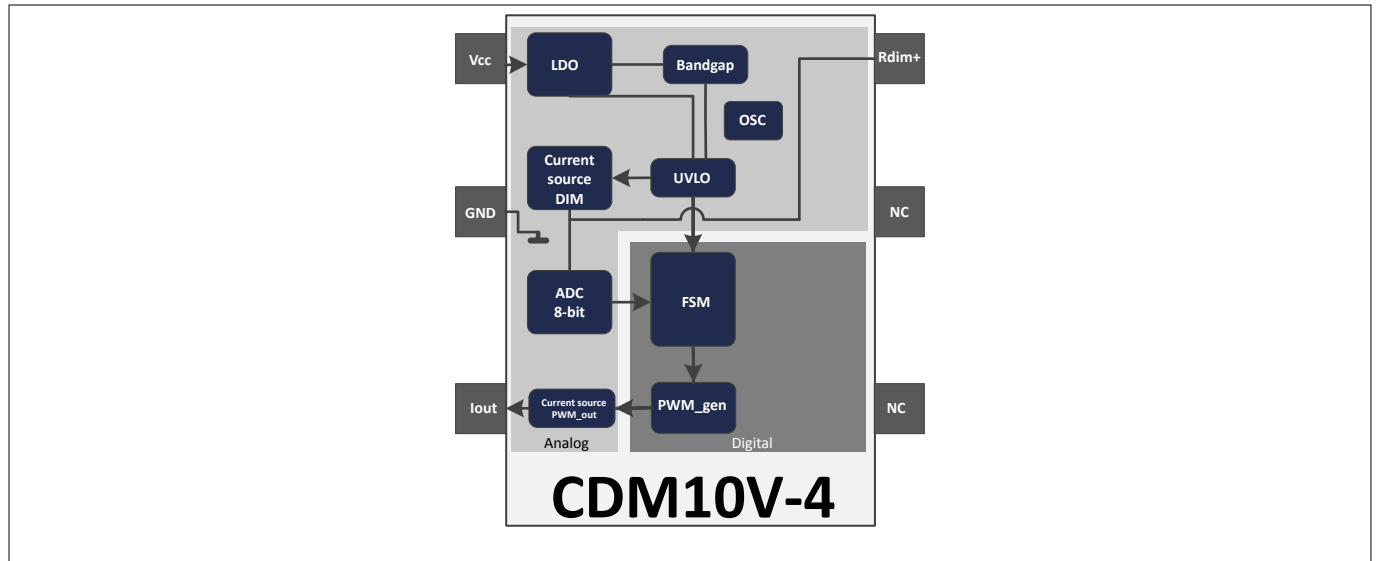 Vcc
LDO
Bandgap
Rdim+
OSC
Current
source
DIM
UVLO
GND
NC
ADC
8-bit
FSM
Iout
Current source
PWM_out
PWM_gen
NC
Analog
Digital
CDM10V-4